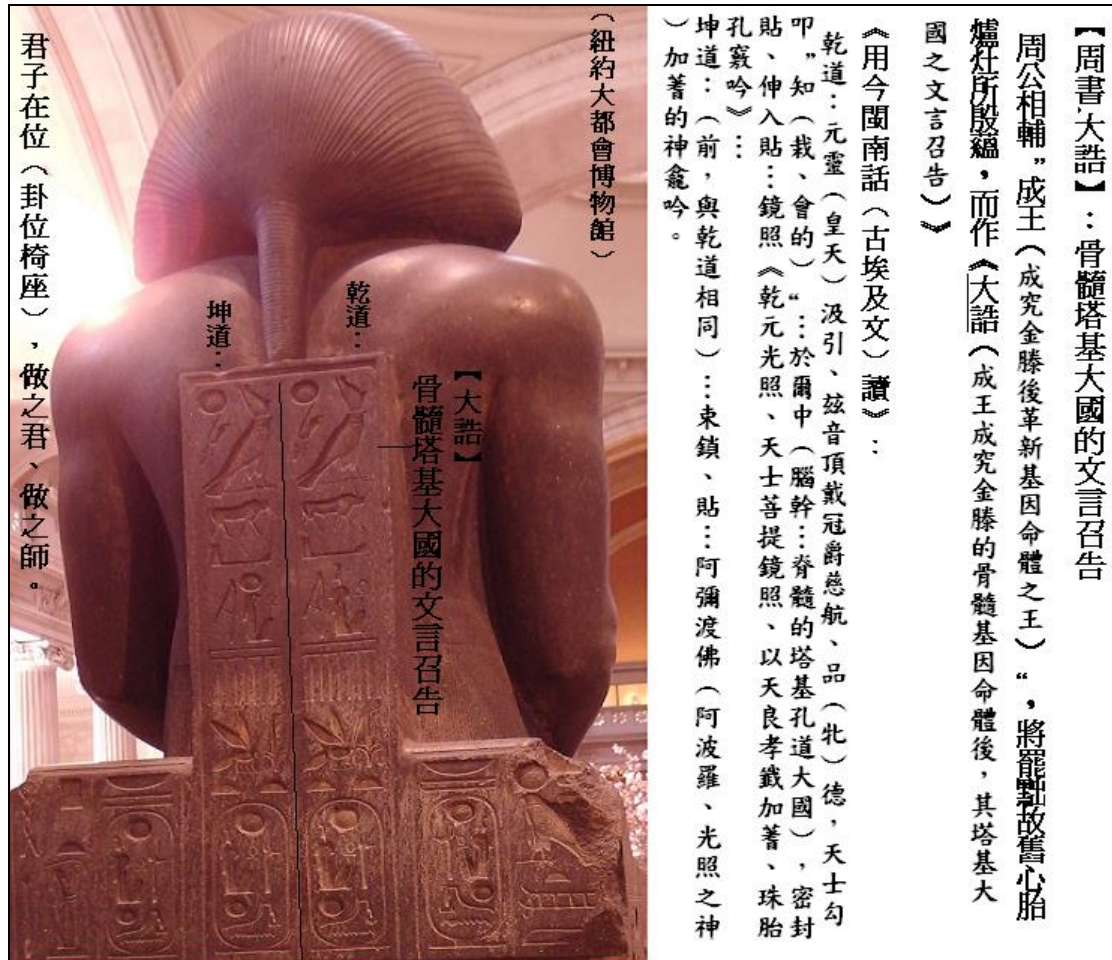 【周書,大誥】:骨髓塔基大國的文言召告
周公相輔"成王(成究金滕後革新基因命體之王)",將罷黜故舊心胎
爐灶所殷蘊,而作《大誥(成王成究金滕的骨髓基因命體後,其塔基大
國之文言召告)》
《用今閩南話(古埃及文)讀》:
乾道:元靈(皇天)汲引、玆音頂戴冠爵慈航、品(牝)德,天士勾
叩"知(栽、會的)"…於爾中(腦幹…脊髓的塔基孔道大國),密封
貼、伸入貼…鏡照《乾元光照、天士菩提鏡照、以天良孝籤加著、珠胎
孔竅吟》…
坤道:(前,與乾道相同)…束鎖、貼…阿彌渡佛(阿波羅、光照之神
)加著的神龕吟。
(紐約大都會博物館)
【大誥】
骨髓塔基大國的文言召告
乾道…
坤道…
君子在位(卦位椅座),做之君、做之師。